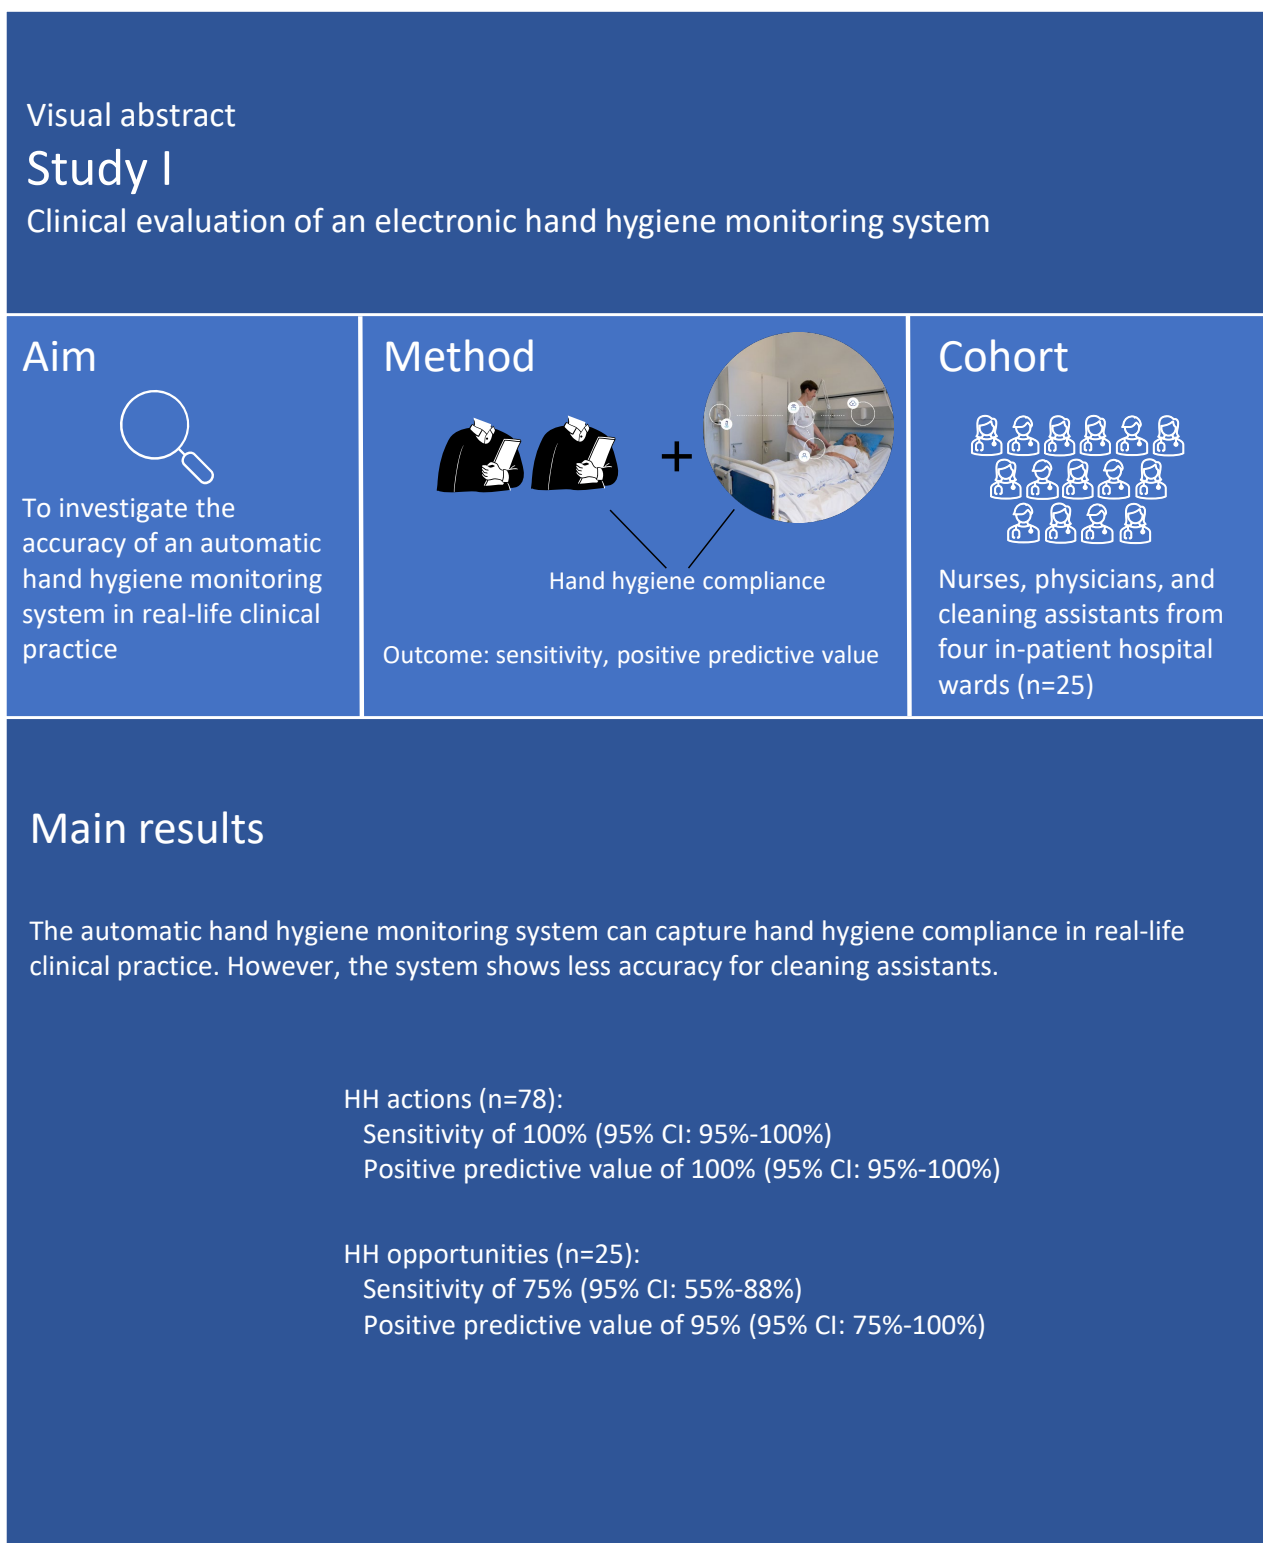 Visual abstract
Study I
Clinical evaluation of an electronic hand hygiene monitoring system
Aim
To investigate the
accuracy of an automatic
hand hygiene monitoring
system in real-life clinical
practice
Method
+
Hand hygiene compliance
Outcome: sensitivity, positive predictive value
Cohort
Nurses, physicians, and
cleaning assistants from
four in-patient hospital
wards (n=25)
Main results
The automatic hand hygiene monitoring system can capture hand hygiene compliance in real-life
clinical practice. However, the system shows less accuracy for cleaning assistants.
HH actions (n=78):
Sensitivity of 100% (95% CI: 95%-100%)
Positive predictive value of 100% (95% CI: 95%-100%)
HH opportunities (n=25):
Sensitivity of 75% (95% CI: 55%-88%)
Positive predictive value of 95% (95% CI: 75%-100%)